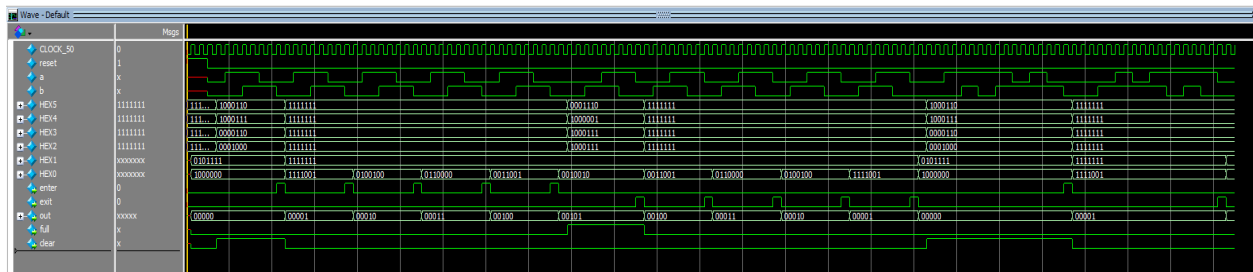 Wave - Default
Msgs
CLOCK_50 0
reset 1
a x
b x
HEX5 1111111 111... 1000110 1111111 0001110 1111111 1000110 1111111
HEX4 1111111 111... 1000111 1111111 1000001 1111111 1000111 1111111
HEX3 1111111 111... 0000110 1111111 1000111 1111111 0000110 1111111
HEX2 1111111 111... 0001000 1111111 1000111 1111111 0001000 1111111
HEX1 xxxxxxx 0101111 1111111 0101111 1111111
HEX0 xxxxxxx 1000000 1111001 0100100 0110000 0011001 0010010 0011001 0110000 0100100 1111001 1000000 1111001
enter 0
exit 0
out xxxxx 00000 00001 00010 00011 00100 00101 00100 00011 00010 00001 00000 00001
full x
clear x